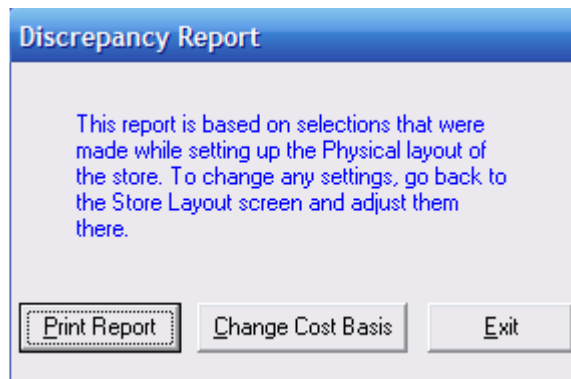 Discrepancy Report
This report is based on selections that were
made while setting up the Physical layout of
the store. To change any settings, go back to
the Store Layout screen and adjust them
there.
Print Report Change Cost Basis Exit